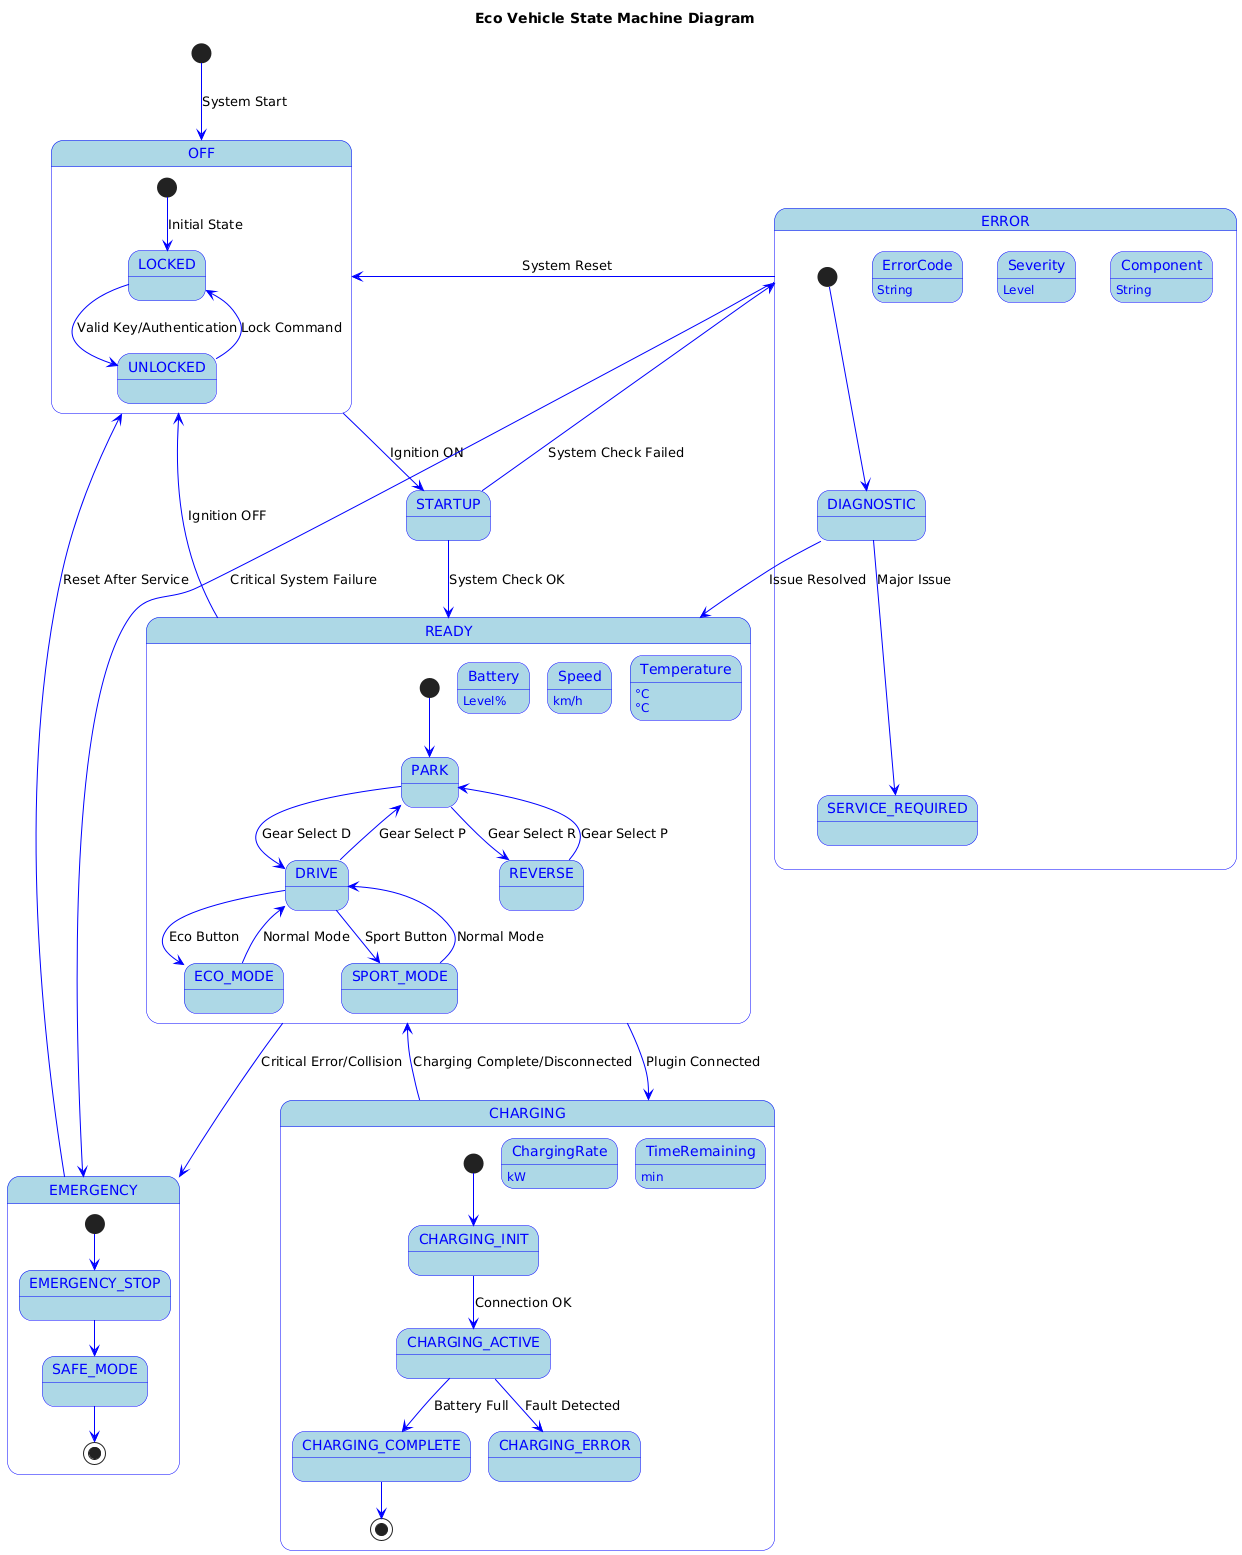 Eco Vehicle State Machine Diagram
System Start
OFF
Initial State
LOCKED
Valid Key/Authentication
Lock Command
UNLOCKED
System Reset
ERROR
ErrorCode
String
Severity
Level
Component
String
Ignition ON
System Check Failed
STARTUP
DIAGNOSTIC
Ignition OFF
Reset After Service
Critical System Failure
System Check OK
Issue Resolved
Major Issue
READY
Battery
Level%
Speed
km/h
Temperature
°C
°C
PARK
Gear Select D
Gear Select P
Gear Select R
Gear Select P
SERVICE_REQUIRED
DRIVE
REVERSE
Eco Button
Normal Mode
Sport Button
Normal Mode
ECO_MODE
SPORT_MODE
Critical Error/Collision
Charging Complete/Disconnected
Plugin Connected
CHARGING
ChargingRate
kW
TimeRemaining
min
EMERGENCY
CHARGING_INIT
EMERGENCY_STOP
Connection OK
CHARGING_ACTIVE
SAFE_MODE
Battery Full
Fault Detected
CHARGING_COMPLETE
CHARGING_ERROR